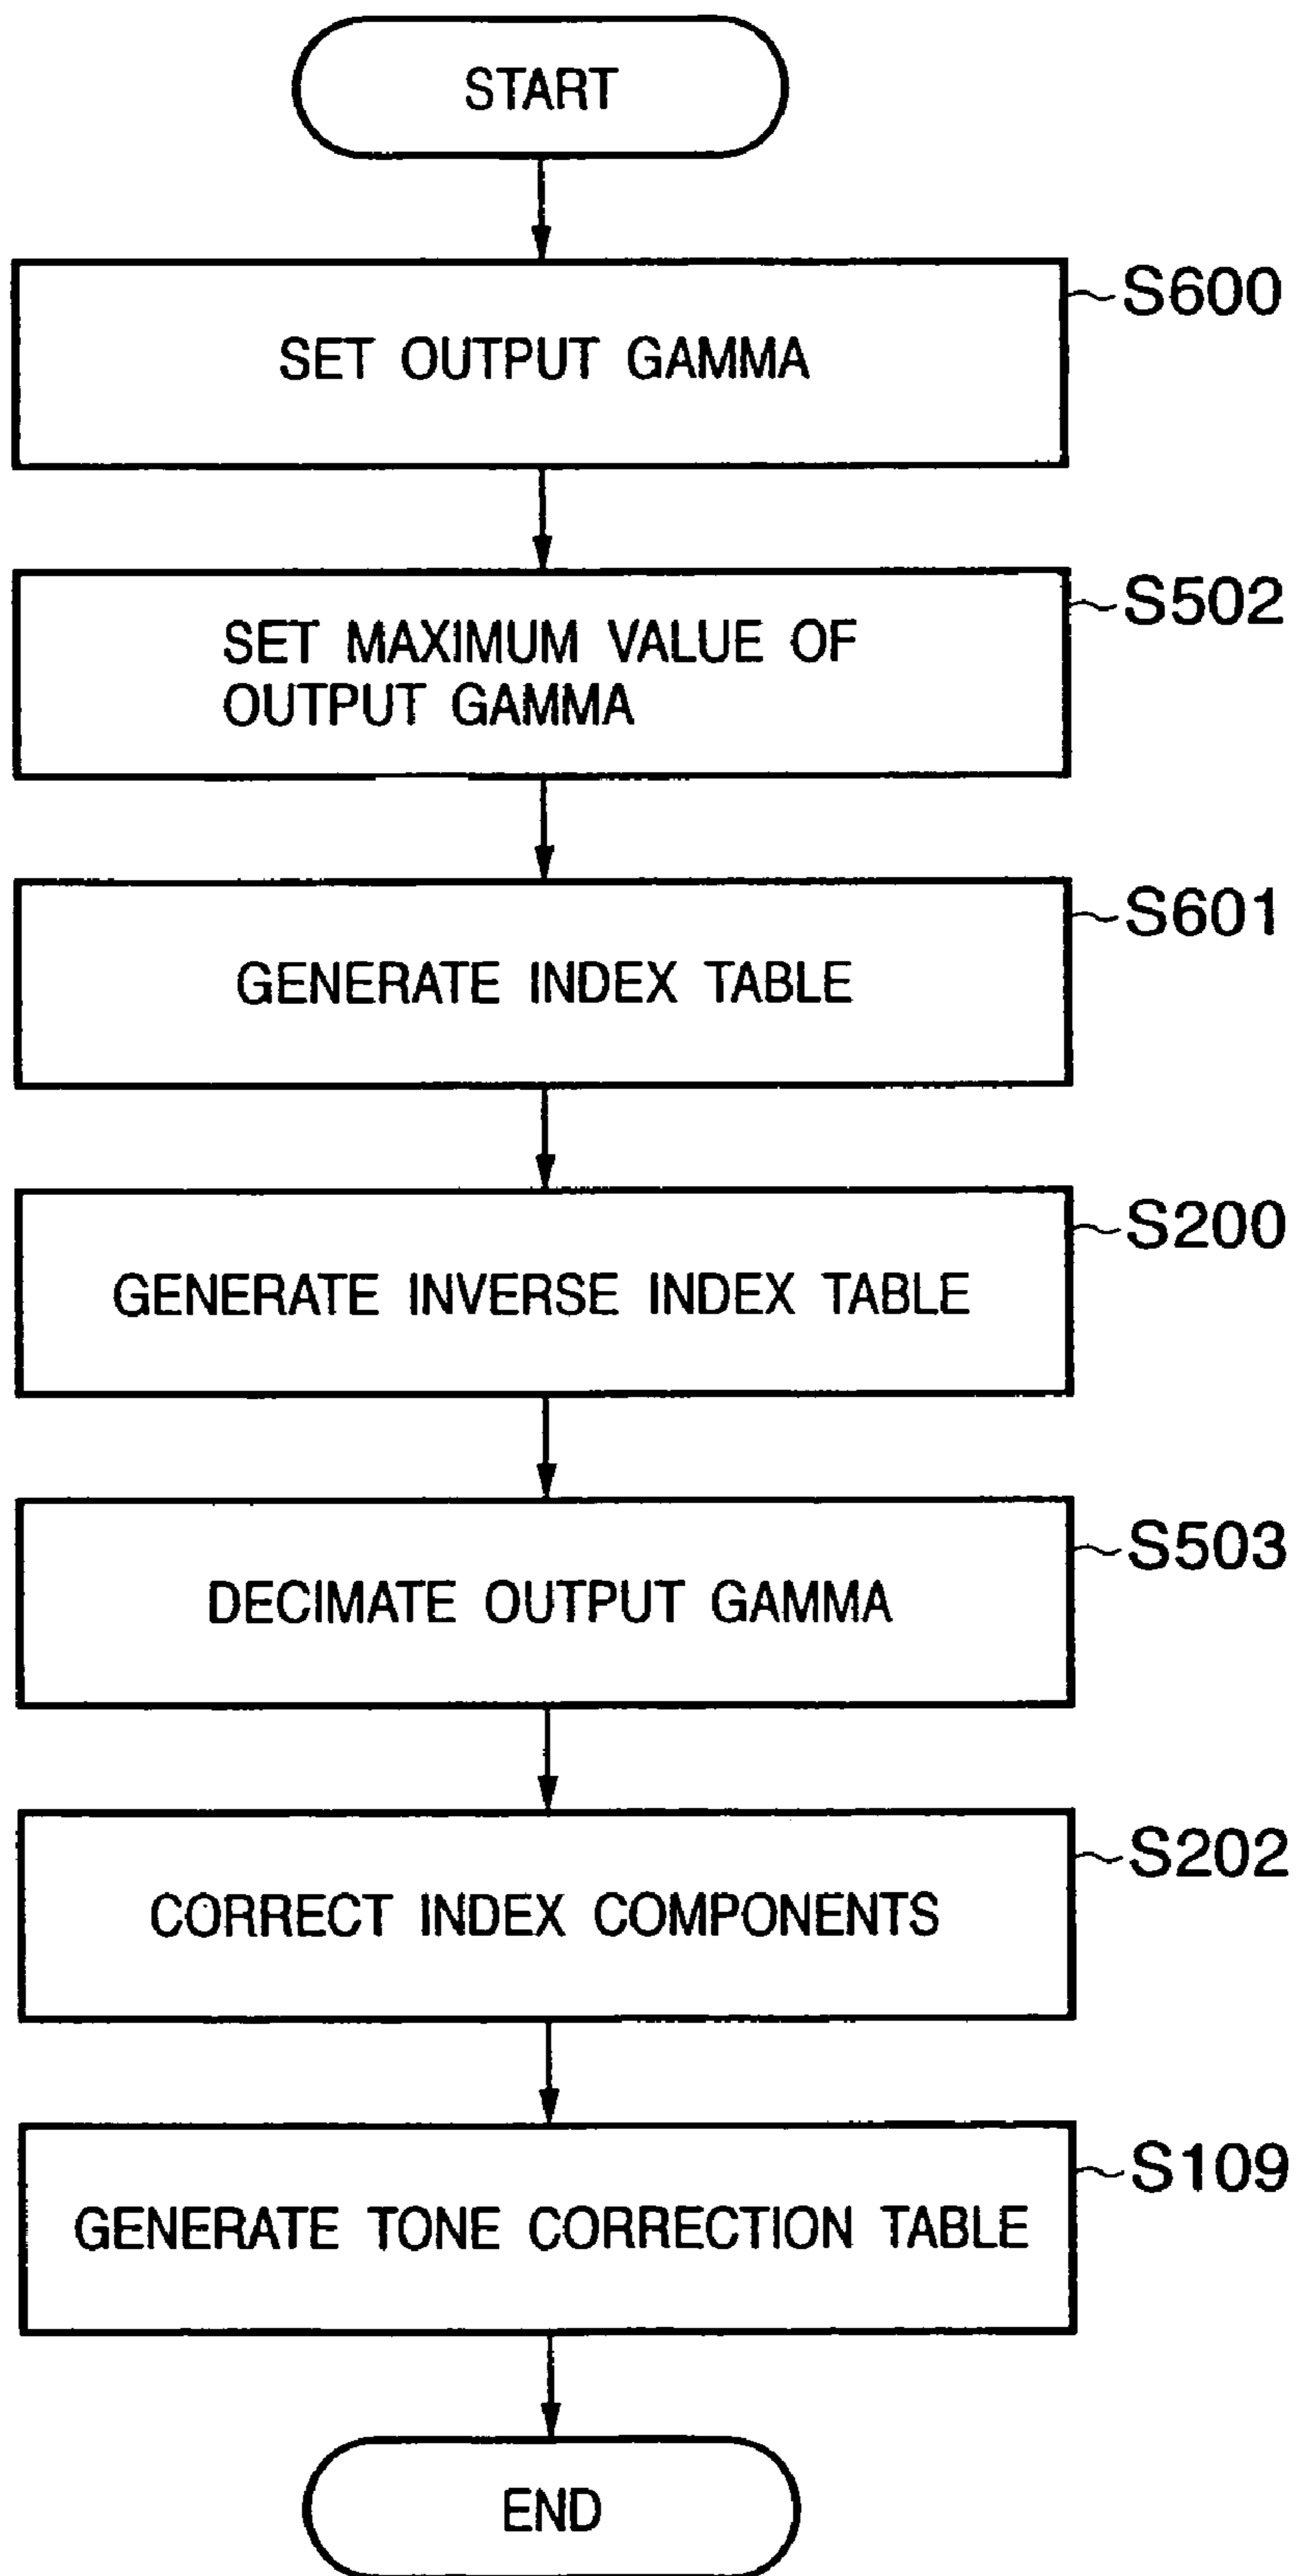 START
SET OUTPUT GAMMA
S600
SET MAXIMUM VALUE OF
OUTPUT GAMMA
S502
GENERATE INDEX TABLE
S601
GENERATE INVERSE INDEX TABLE
S200
DECIMATE OUTPUT GAMMA
S503
CORRECT INDEX COMPONENTS
S202
GENERATE TONE CORRECTION TABLE
S109
END